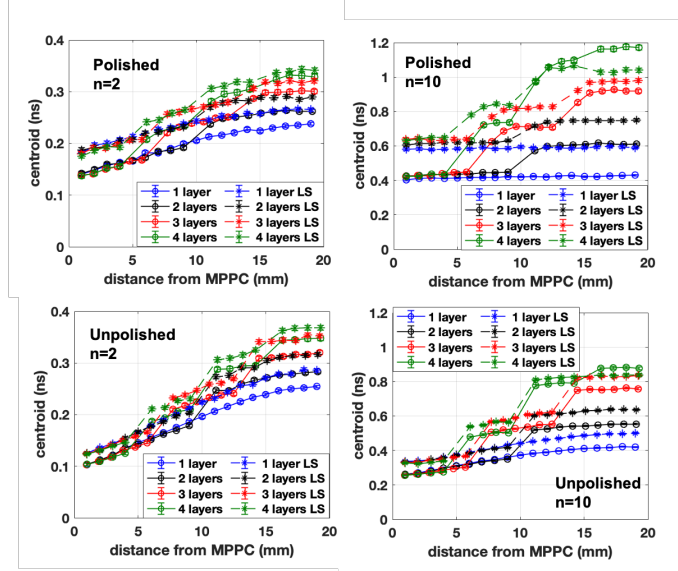 0.4
0.3
0.2
0.1
0
centroid (ns)
Polished
n=2
1 layer 1 layer LS
2 layers 2 layers LS
3 layers 3 layers LS
4 layers 4 layers LS
0 5 10 15 20
distance from MPPC (mm)
1.2
1
0.8
0.6
0.4
0.2
0
centroid (ns)
Polished
n=10
1 layer 1 layer LS
2 layers 2 layers LS
3 layers 3 layers LS
4 layers 4 layers LS
0 5 10 15 20
distance from MPPC (mm)
0.4
0.3
0.2
0.1
0
centroid (ns)
Unpolished
n=2
1 layer 1 layer LS
2 layers 2 layers LS
3 layers 3 layers LS
4 layers 4 layers LS
0 5 10 15 20
distance from MPPC (mm)
1.2
1
0.8
0.6
0.4
0.2
0
centroid (ns)
1 layer 1 layer LS
2 layers 2 layers LS
3 layers 3 layers LS
4 layers 4 layers LS
Unpolished
n=10
0 5 10 15 20
distance from MPPC (mm)